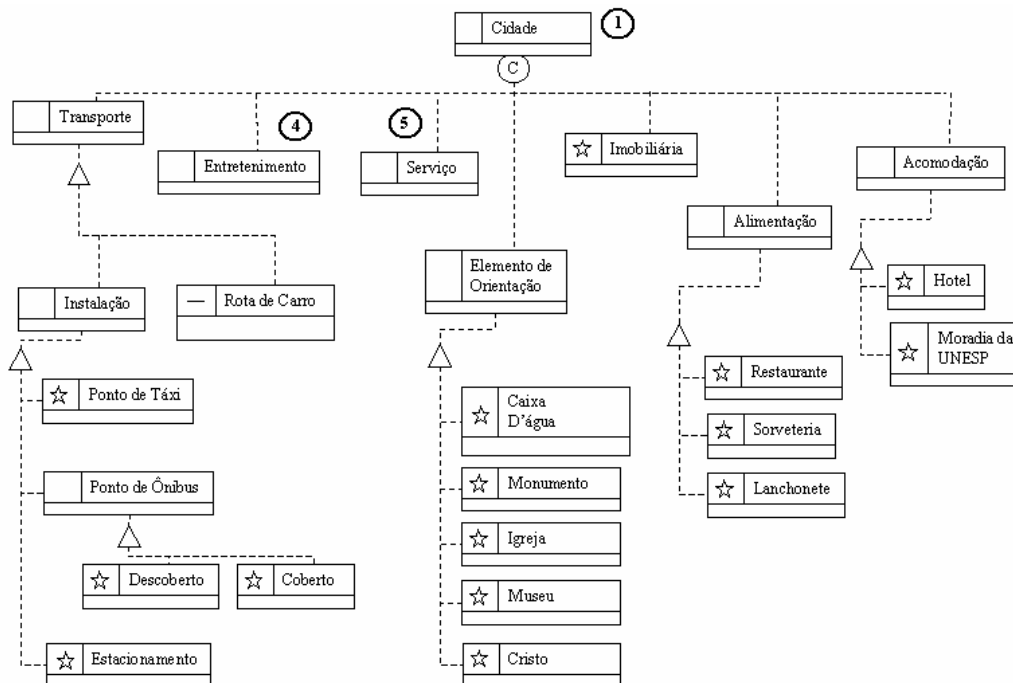 Cidade
1
C
Transporte
4
5
Entretenimento
Serviço
Imobiliária
Acomodação
Alimentação
Elemento de
Orientação
Instalação
Rota de Carro
Hotel
Moradia da
UNESP
Ponto de Táxi
Restaurante
Caixa
D'água
Sorveteria
Ponto de Ônibus
Monumento
Lanchonete
Igreja
Descoberto
Coberto
Museu
Estacionamento
Cristo